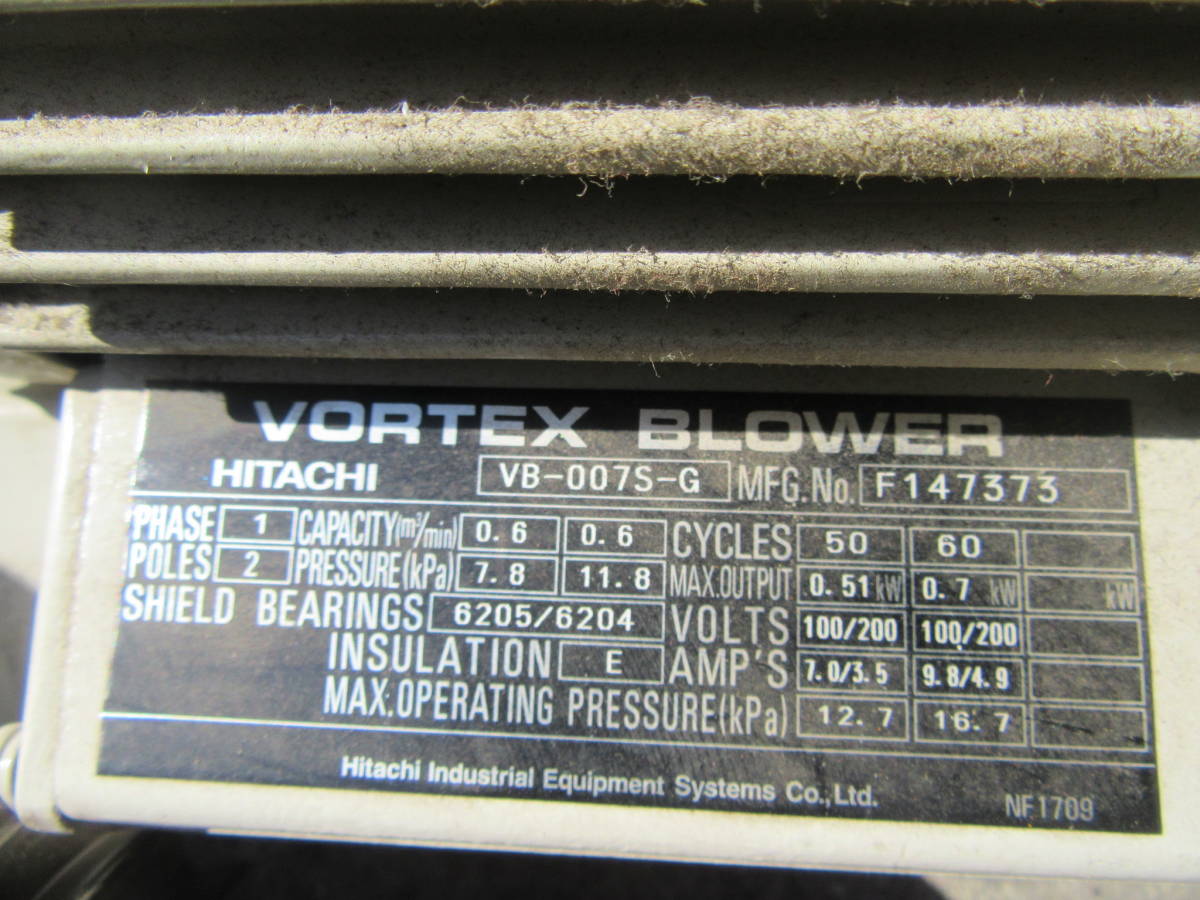 VORTEX BLOWER
HITACHI VB-007S-G MFG.No. F147373
PHASE 1 CAPACITY(m³/min) 0.6 0.6 CYCLES 50 60
POLES 2 PRESSURE(kPa) 7.8 11.8 MAX.OUTPUT 0.51 kW 0.7 kW kW
SHIELD BEARINGS 6205/6204 VOLTS 100/200 100/200
INSULATION E AMP'S 7.0/3.5 9.8/4.9
MAX.OPERATING PRESSURE(kPa) 12.7 16.7
Hitachi Industrial Equipment Systems Co.,Ltd.
NF1709